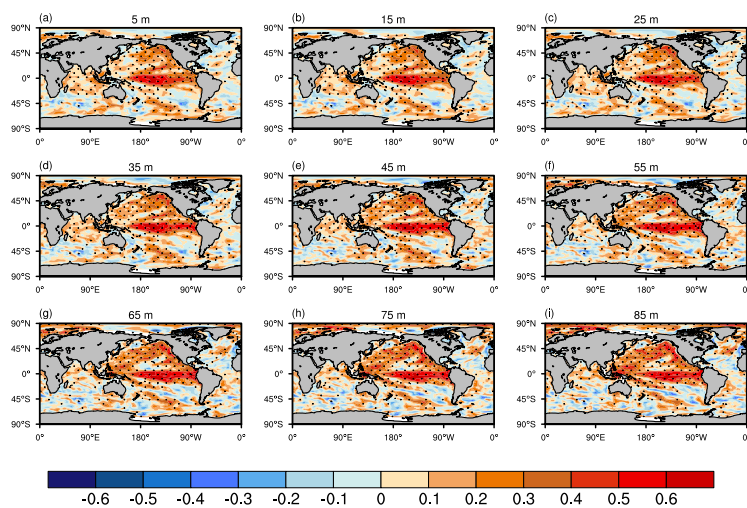 (a) 5 m (b) 15 m (c) 25 m
90°N 90°N 90°N
45°N 45°N 45°N
0° 0° 0°
45°S 45°S 45°S
90°S 90°S 90°S
0° 90°E 180° 90°W 0° 0° 90°E 180° 90°W 0° 0° 90°E 180° 90°W 0°
(d) 35 m (e) 45 m (f) 55 m
90°N 90°N 90°N
45°N 45°N 45°N
0° 0° 0°
45°S 45°S 45°S
90°S 90°S 90°S
0° 90°E 180° 90°W 0° 0° 90°E 180° 90°W 0° 0° 90°E 180° 90°W 0°
(g) 65 m (h) 75 m (i) 85 m
90°N 90°N 90°N
45°N 45°N 45°N
0° 0° 0°
45°S 45°S 45°S
90°S 90°S 90°S
0° 90°E 180° 90°W 0° 0° 90°E 180° 90°W 0° 0° 90°E 180° 90°W 0°
-0.6 -0.5 -0.4 -0.3 -0.2 -0.1 0 0.1 0.2 0.3 0.4 0.5 0.6